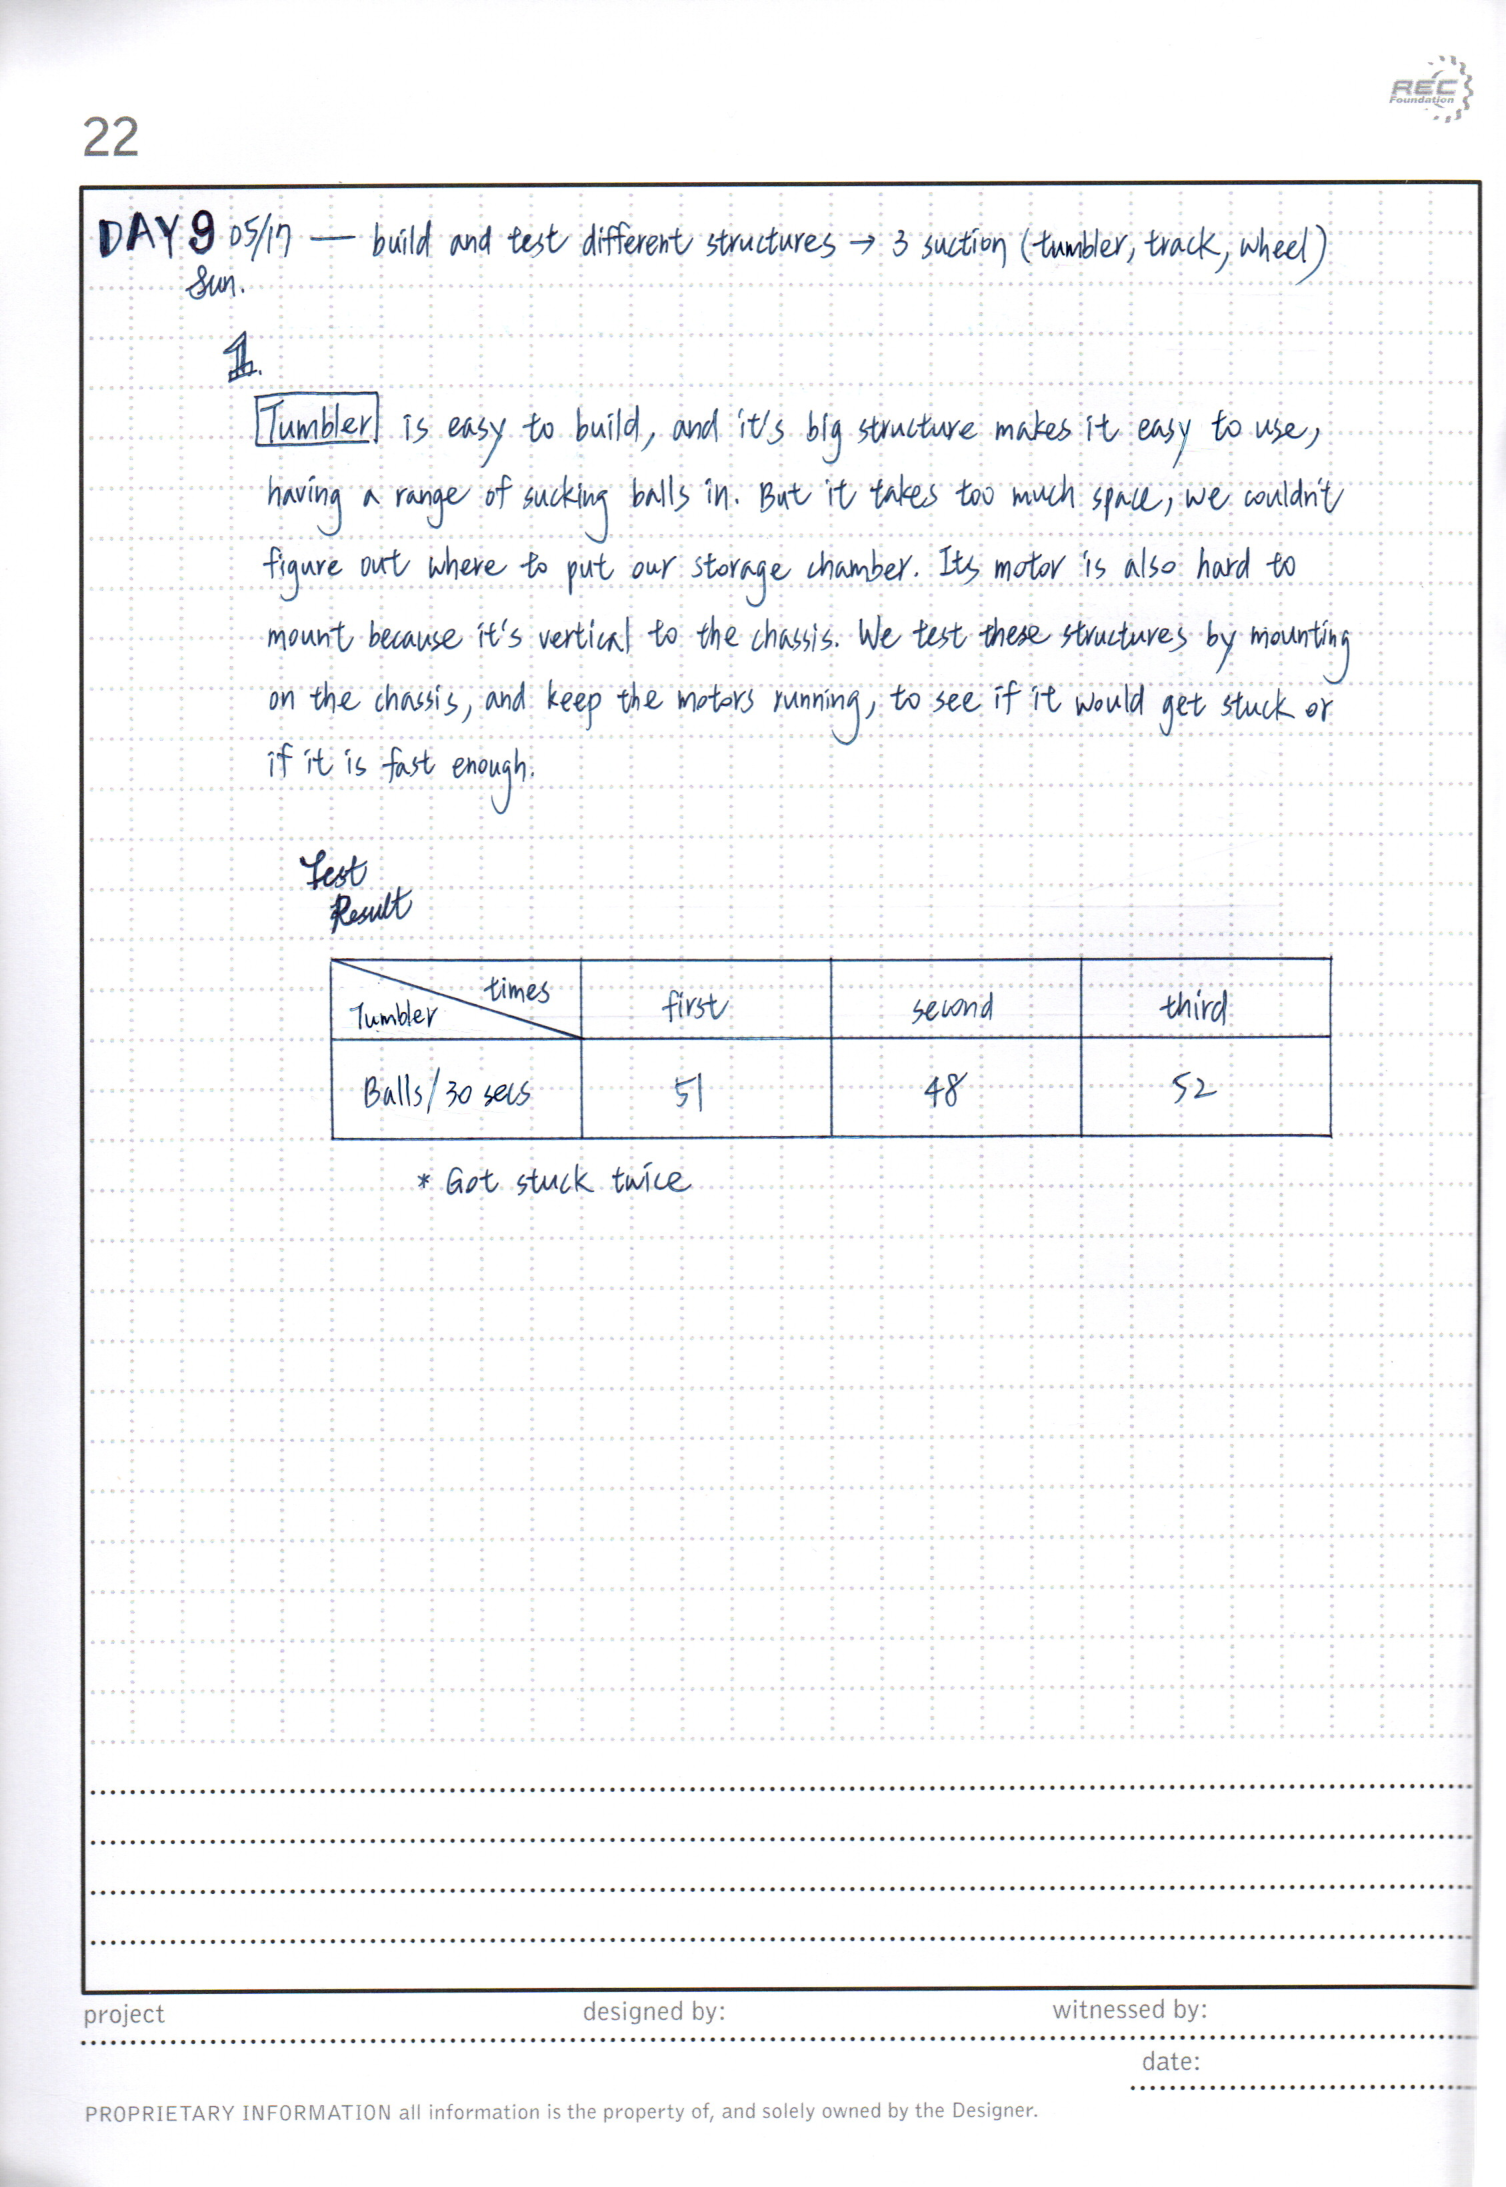 REC
Foundation
22
DAY 9 05/17 — build and test different structures → 3 suction (tumbler, track, wheel)
Sun.
1.
Tumbler is easy to build, and it's big structure makes it easy to use,
having a range of sucking balls in. But it takes too much space, we couldn't
figure out where to put our storage chamber. Its motor is also hard to
mount because it's vertical to the chassis. We test these structures by mounting
on the chassis, and keep the motors running, to see if it would get stuck or
if it is fast enough.
Test
Result
times
Tumbler
first second third
Balls/30 secs 51 48 52
* Got stuck twice
project designed by: witnessed by:
date:
PROPRIETARY INFORMATION all information is the property of, and solely owned by the Designer.